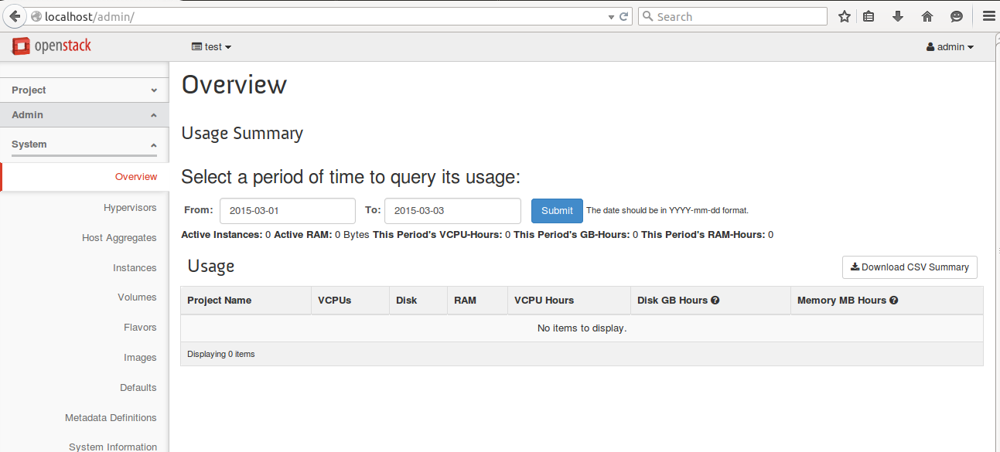 localhost/admin/
Search
openstack
test
admin
Project
Admin
System
Overview
Hypervisors
Host Aggregates
Instances
Volumes
Flavors
Images
Defaults
Metadata Definitions
System Information
Overview
Usage Summary
Select a period of time to query its usage:
From: 2015-03-01 To: 2015-03-03 Submit The date should be in YYYY-mm-dd format.
Active Instances: 0 Active RAM: 0 Bytes This Period's VCPU-Hours: 0 This Period's GB-Hours: 0 This Period's RAM-Hours: 0
Usage
Download CSV Summary
Project Name VCPUs Disk RAM VCPU Hours Disk GB Hours Memory MB Hours
No items to display.
Displaying 0 items